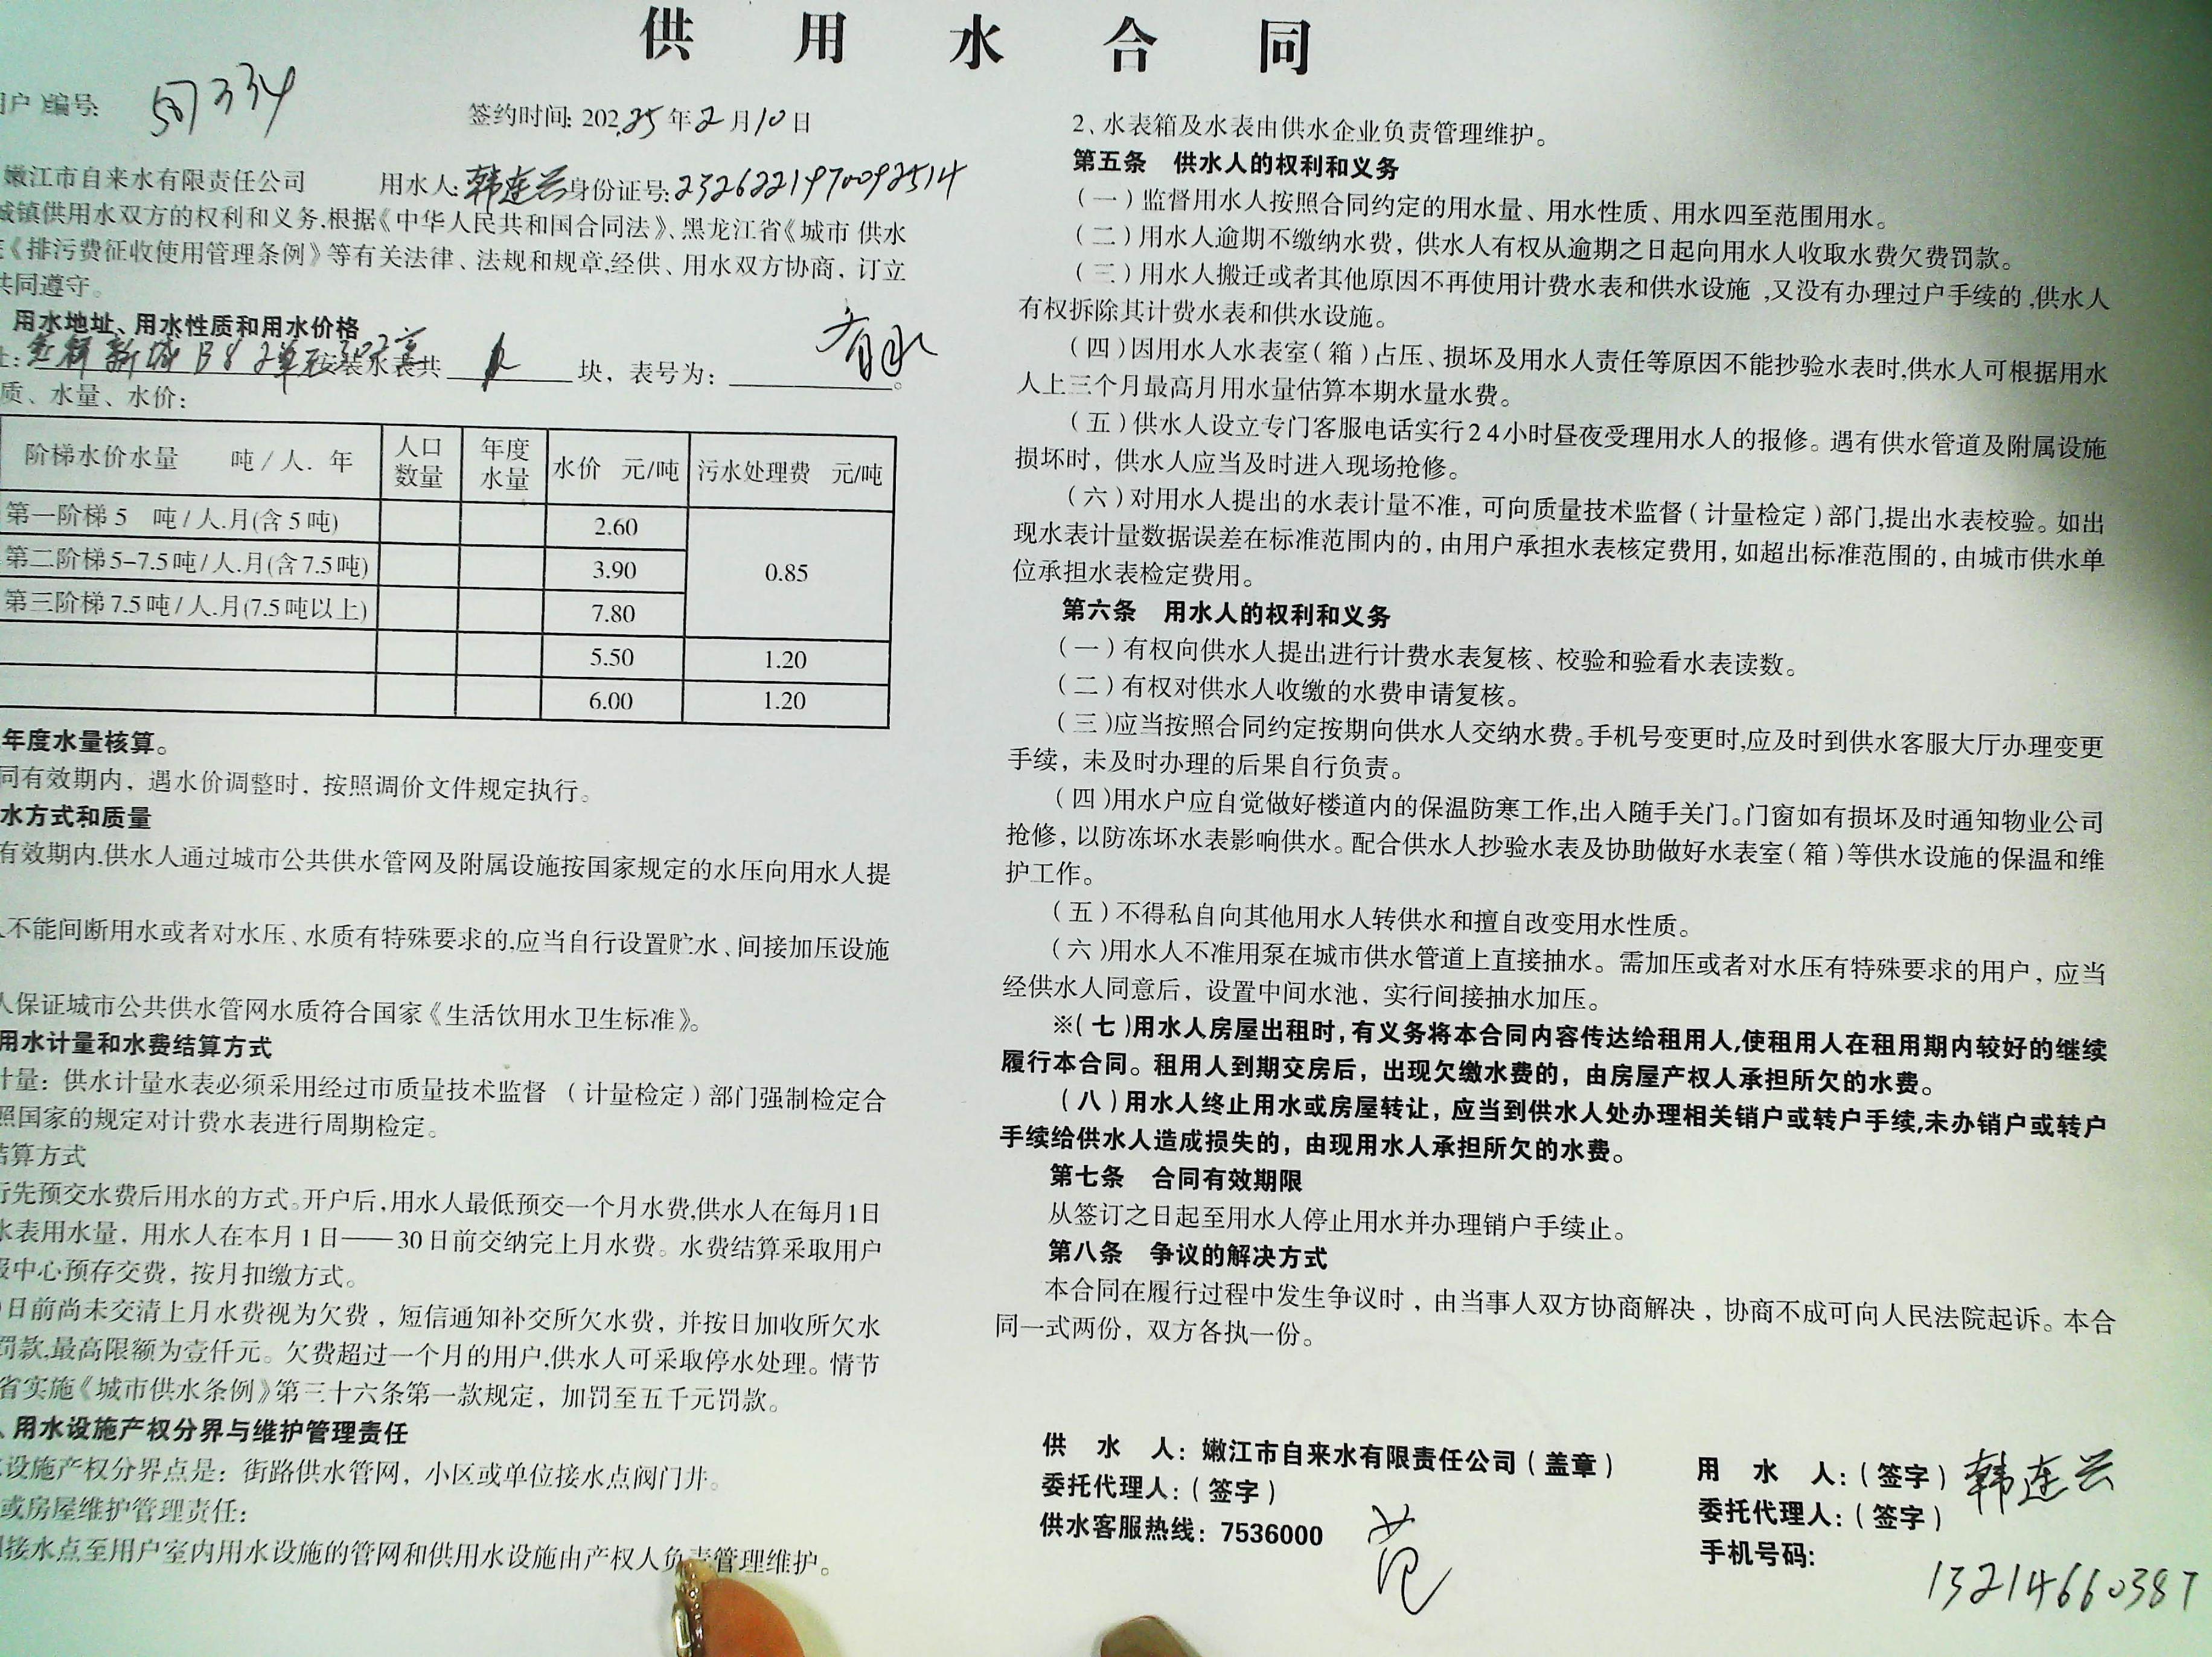 供用水合同
户)编号:
签约时间: 202 25年2月10日
嫩江市自来水有限责任公司 用水人: 韩连兴 身份证号: 2326221970092514
城镇供用水双方的权利和义务,根据《中华人民共和国合同法》、黑龙江省《城市 供水
《排污费征收使用管理条例》等有关法律、法规和规章,经供、用水双方协商, 订立
共同遵守。
用水地址、用水性质和用水价格
新城B8 2单元302室 安装水表共 1 块, 表号为:
质、水量、水价:
阶梯水价水量 吨/人. 年 人口数量 年度水量 水价 元/吨 污水处理费 元/吨
第一阶梯 5 吨/人.月(含5吨) 2.60 0.85
第二阶梯5-7.5吨/人.月(含7.5吨) 3.90
第三阶梯7.5吨/人.月(7.5吨以上) 7.80
5.50 1.20
6.00 1.20
年度水量核算。
同有效期内, 遇水价调整时, 按照调价文件规定执行。
水方式和质量
有效期内,供水人通过城市公共供水管网及附属设施按国家规定的水压向用水人提
不能间断用水或者对水压、水质有特殊要求的,应当自行设置贮水、间接加压设施
人保证城市公共供水管网水质符合国家《生活饮用水卫生标准》。
用水计量和水费结算方式
计量: 供水计量水表必须采用经过市质量技术监督 (计量检定)部门强制检定合
照国家的规定对计费水表进行周期检定。
结算方式
行先预交水费后用水的方式。开户后,用水人最低预交一个月水费,供水人在每月1日
水表用水量, 用水人在本月1日——30日前交纳完上月水费。水费结算采取用户
服中心预存交费, 按月扣缴方式。
日前尚未交清上月水费视为欠费, 短信通知补交所欠水费, 并按日加收所欠水
罚款,最高限额为壹仟元。欠费超过一个月的用户,供水人可采取停水处理。情节
省实施《城市供水条例》第三十六条第一款规定, 加罚至五千元罚款。
、用水设施产权分界与维护管理责任
设施产权分界点是: 街路供水管网, 小区或单位接水点阀门井。
或房屋维护管理责任:
接水点至用户室内用水设施的管网和供用水设施由产权人负责管理维护。
2、水表箱及水表由供水企业负责管理维护。
第五条 供水人的权利和义务
(一)监督用水人按照合同约定的用水量、用水性质、用水四至范围用水。
(二)用水人逾期不缴纳水费, 供水人有权从逾期之日起向用水人收取水费欠费罚款。
(三)用水人搬迁或者其他原因不再使用计费水表和供水设施 ,又没有办理过户手续的,供水人
有权拆除其计费水表和供水设施。
(四)因用水人水表室(箱)占压、损坏及用水人责任等原因不能抄验水表时,供水人可根据用水
人上三个月最高月用水量估算本期水量水费。
(五)供水人设立专门客服电话实行24小时昼夜受理用水人的报修。遇有供水管道及附属设施
损坏时, 供水人应当及时进入现场抢修。
(六)对用水人提出的水表计量不准, 可向质量技术监督(计量检定)部门,提出水表校验。如出
现水表计量数据误差在标准范围内的, 由用户承担水表核定费用, 如超出标准范围的, 由城市供水单
位承担水表检定费用。
第六条 用水人的权利和义务
(一)有权向供水人提出进行计费水表复核、校验和验看水表读数。
(二)有权对供水人收缴的水费申请复核。
(三)应当按照合同约定按期向供水人交纳水费。手机号变更时,应及时到供水客服大厅办理变更
手续, 未及时办理的后果自行负责。
(四)用水户应自觉做好楼道内的保温防寒工作,出入随手关门。门窗如有损坏及时通知物业公司
抢修, 以防冻坏水表影响供水。配合供水人抄验水表及协助做好水表室(箱)等供水设施的保温和维
护工作。
(五)不得私自向其他用水人转供水和擅自改变用水性质。
(六)用水人不准用泵在城市供水管道上直接抽水。需加压或者对水压有特殊要求的用户, 应当
经供水人同意后, 设置中间水池, 实行间接抽水加压。
※(七)用水人房屋出租时, 有义务将本合同内容传达给租用人,使租用人在租用期内较好的继续
履行本合同。租用人到期交房后, 出现欠缴水费的, 由房屋产权人承担所欠的水费。
(八)用水人终止用水或房屋转让, 应当到供水人处办理相关销户或转户手续,未办销户或转户
手续给供水人造成损失的, 由现用水人承担所欠的水费。
第七条 合同有效期限
从签订之日起至用水人停止用水并办理销户手续止。
第八条 争议的解决方式
本合同在履行过程中发生争议时, 由当事人双方协商解决, 协商不成可向人民法院起诉。本合
同一式两份, 双方各执一份。
供 水 人: 嫩江市自来水有限责任公司(盖章)
委托代理人:(签字)
供水客服热线: 7536000
范
用 水 人:(签字) 韩连兴
委托代理人:(签字)
手机号码:
13214660387